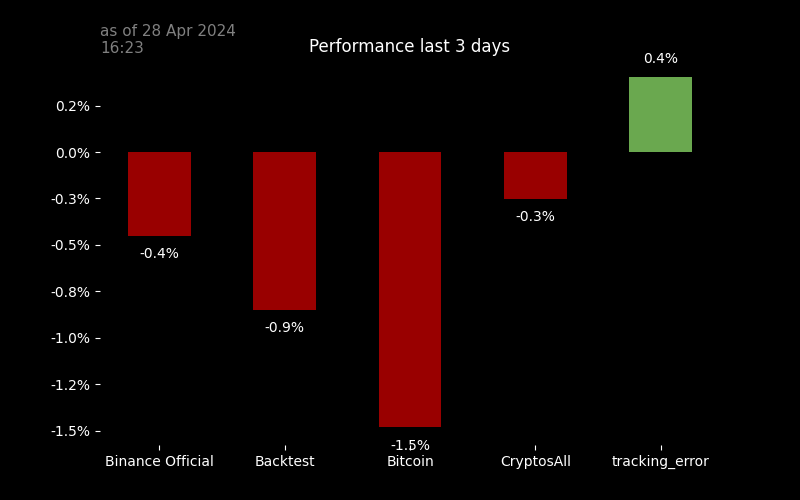 as of 28 Apr 2024
16:23
Performance last 3 days
0.4%
0.2%
0.0%
-0.3%
-0.5%
-0.8%
-1.0%
-1.2%
-1.5%
-0.4%
-0.9%
-1.5%
-0.3%
Binance Official
Backtest
Bitcoin
CryptosAll
tracking_error